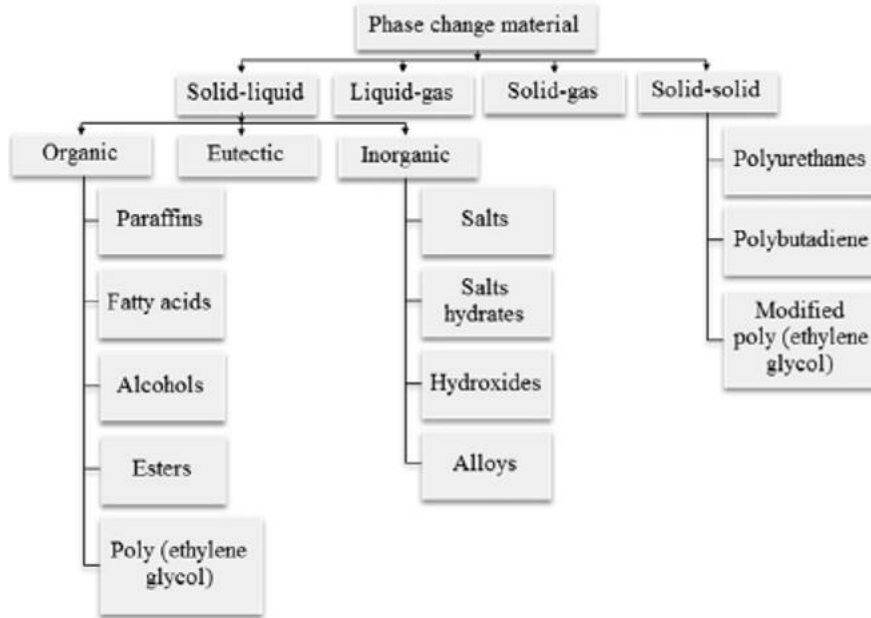 Phase change material
Solid-liquid
Liquid-gas
Solid-gas
Solid-solid
Organic
Eutectic
Inorganic
Paraffins
Fatty acids
Alcohols
Esters
Poly (ethylene
glycol)
Salts
Salts
hydrates
Hydroxides
Alloys
Polyurethanes
Polybutadiene
Modified
poly (ethylene
glycol)